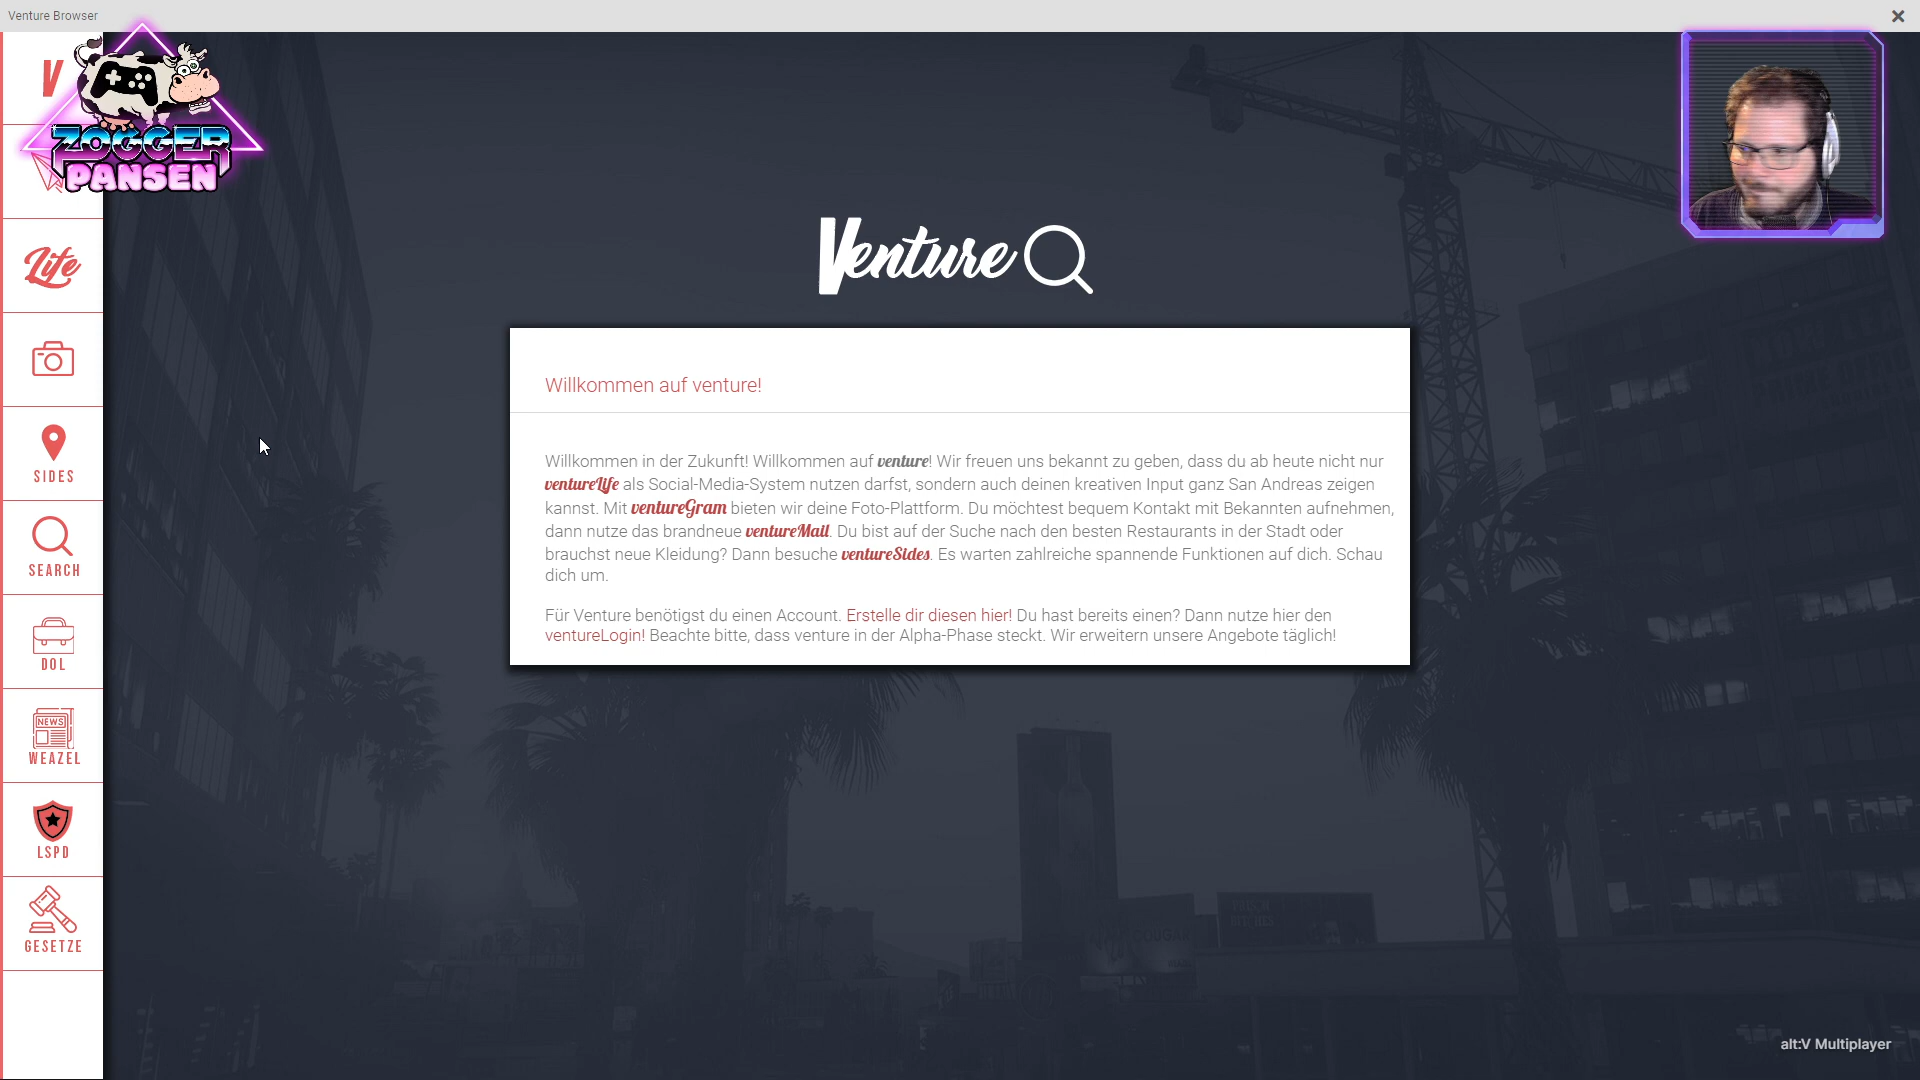 Venture Browser
V
ZOGGER
PANSEN
Life
SIDES
SEARCH
DOL
NEWS
WEAZEL
LSPD
GESETZE
Venture
Willkommen auf venture!
Willkommen in der Zukunft! Willkommen auf venture! Wir freuen uns bekannt zu geben, dass du ab heute nicht nur
ventureLife als Social-Media-System nutzen darfst, sondern auch deinen kreativen Input ganz San Andreas zeigen
kannst. Mit ventureGram bieten wir deine Foto-Plattform. Du möchtest bequem Kontakt mit Bekannten aufnehmen,
dann nutze das brandneue ventureMail. Du bist auf der Suche nach den besten Restaurants in der Stadt oder
brauchst neue Kleidung? Dann besuche ventureSides. Es warten zahlreiche spannende Funktionen auf dich. Schau
dich um.
Für Venture benötigst du einen Account. Erstelle dir diesen hier! Du hast bereits einen? Dann nutze hier den
ventureLogin! Beachte bitte, dass venture in der Alpha-Phase steckt. Wir erweitern unsere Angebote täglich!
COUGAR
alt:V Multiplayer